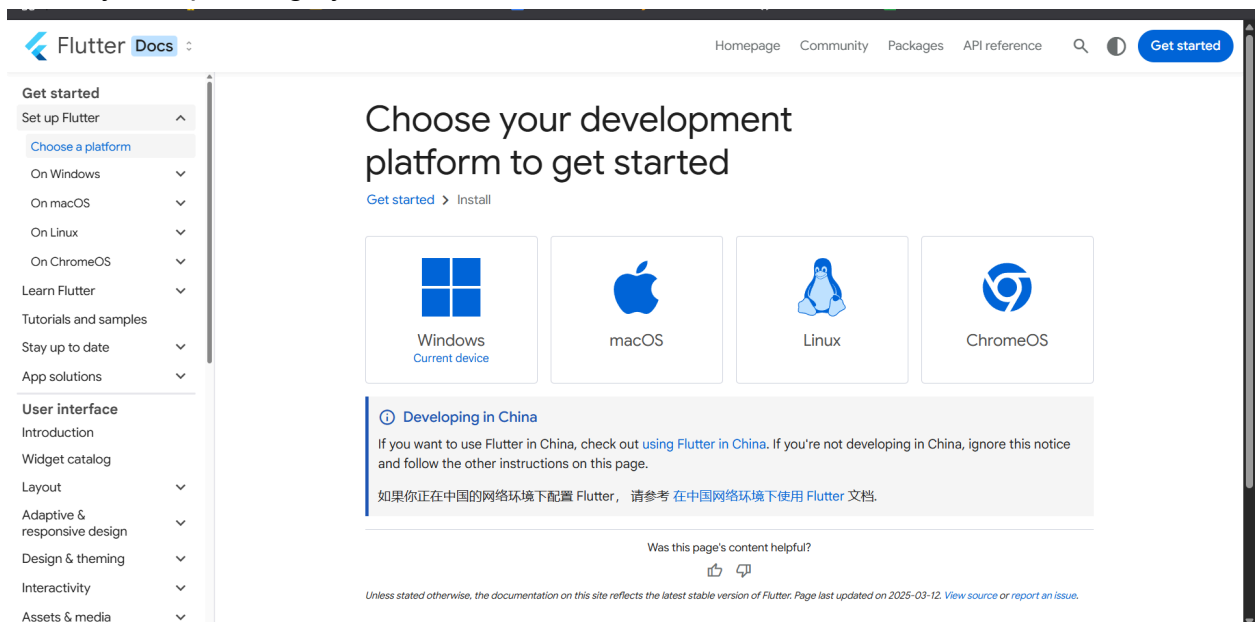 Flutter Docs
Homepage Community Packages API reference Get started
Get started
Set up Flutter
Choose a platform
On Windows
On macOS
On Linux
On ChromeOS
Learn Flutter
Tutorials and samples
Stay up to date
App solutions
User interface
Introduction
Widget catalog
Layout
Adaptive &
responsive design
Design & theming
Interactivity
Assets & media
Choose your development
platform to get started
Get started > Install
Windows
Current device
macOS
Linux
ChromeOS
Developing in China
If you want to use Flutter in China, check out using Flutter in China. If you're not developing in China, ignore this notice
and follow the other instructions on this page.
如果你正在中国的网络环境下配置 Flutter， 请参考 在中国网络环境下使用 Flutter 文档.
Was this page's content helpful?
Unless stated otherwise, the documentation on this site reflects the latest stable version of Flutter. Page last updated on 2025-03-12. View source or report an issue.